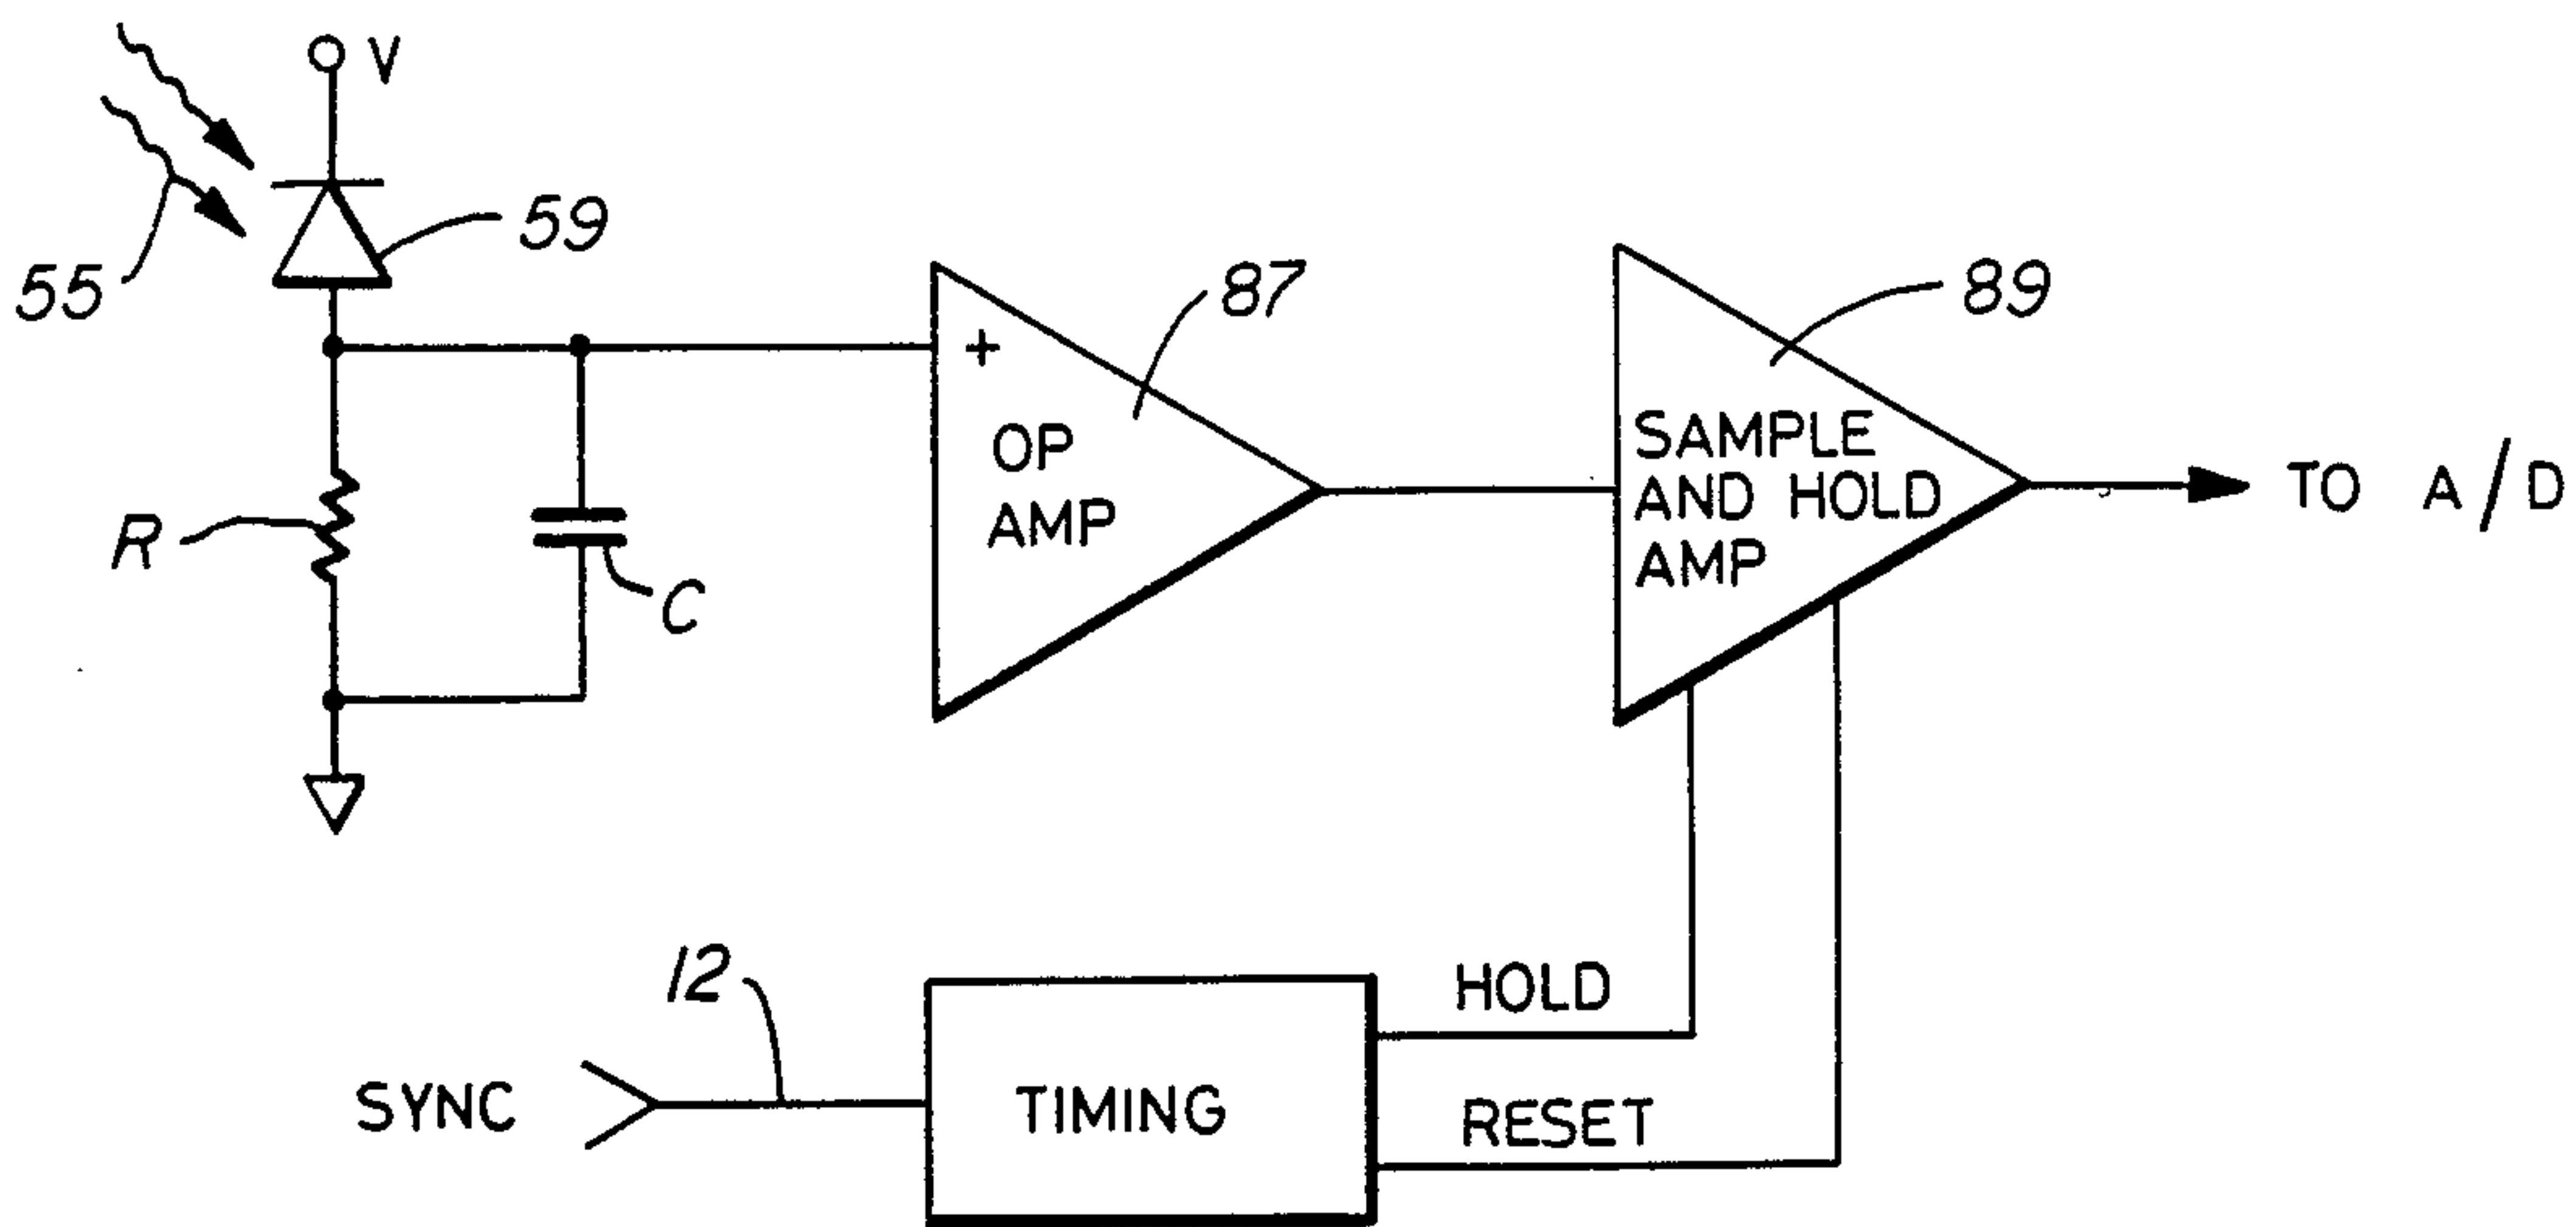 V
55
59
87
89
+
OP
AMP
SAMPLE
AND HOLD
AMP
TO A/D
R
C
12
HOLD
SYNC
TIMING
RESET